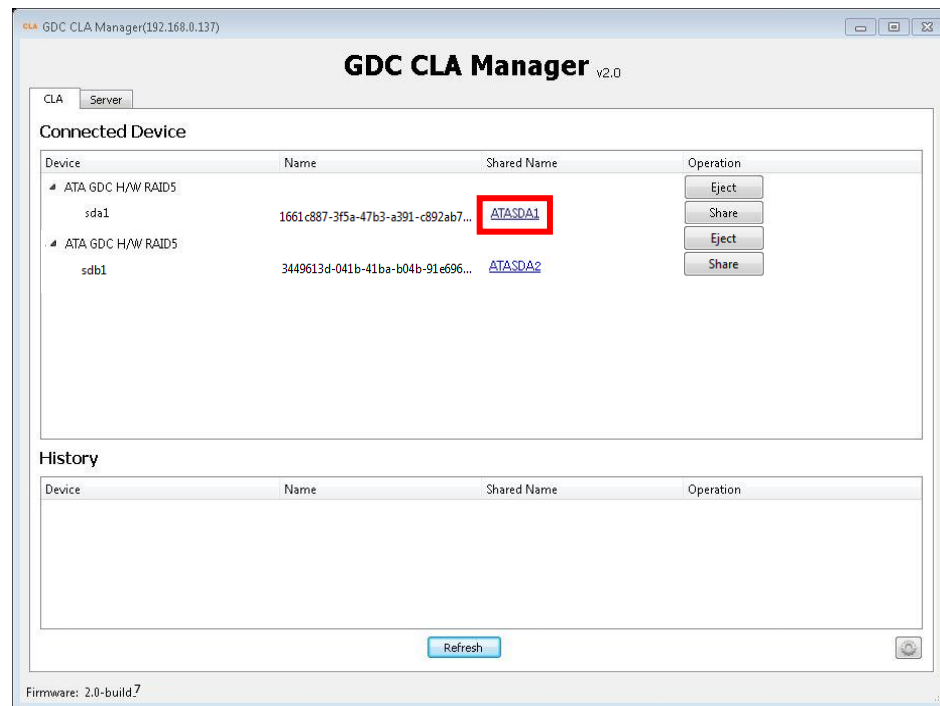 CLA GDC CLA Manager(192.168.0.137)
GDC CLA Manager v2.0
CLA Server
Connected Device
Device Name Shared Name Operation
ATA GDC H/W RAID5 Eject
sda1 1661c887-3f5a-47b3-a391-c892ab7... ATASDA1 Share
ATA GDC H/W RAID5 Eject
sdb1 3449613d-041b-41ba-b04b-91e696... ATASDA2 Share
History
Device Name Shared Name Operation
Refresh
Firmware: 2.0-build.7